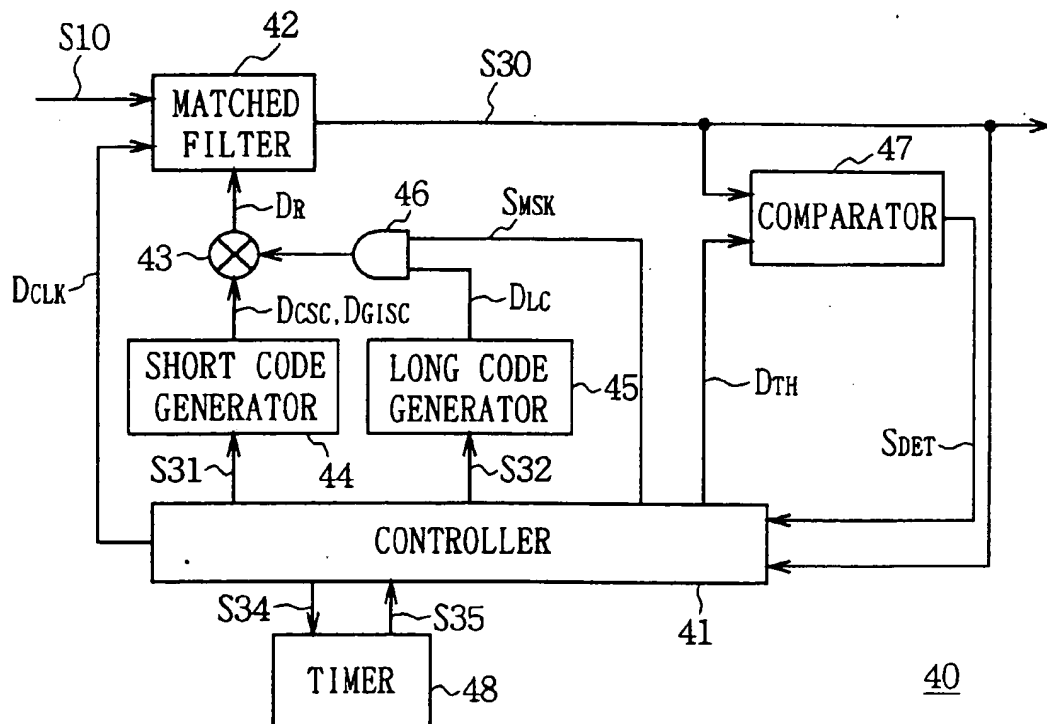 S10
42
S30
MATCHED
FILTER
47
COMPARATOR
DR
46
SMSK
43
DCLK
DCSC, DGISC
DLC
SHORT CODE
GENERATOR
LONG CODE
GENERATOR
45
DTH
SDET
S31
44
S32
CONTROLLER
S34
S35
41
TIMER
48
40